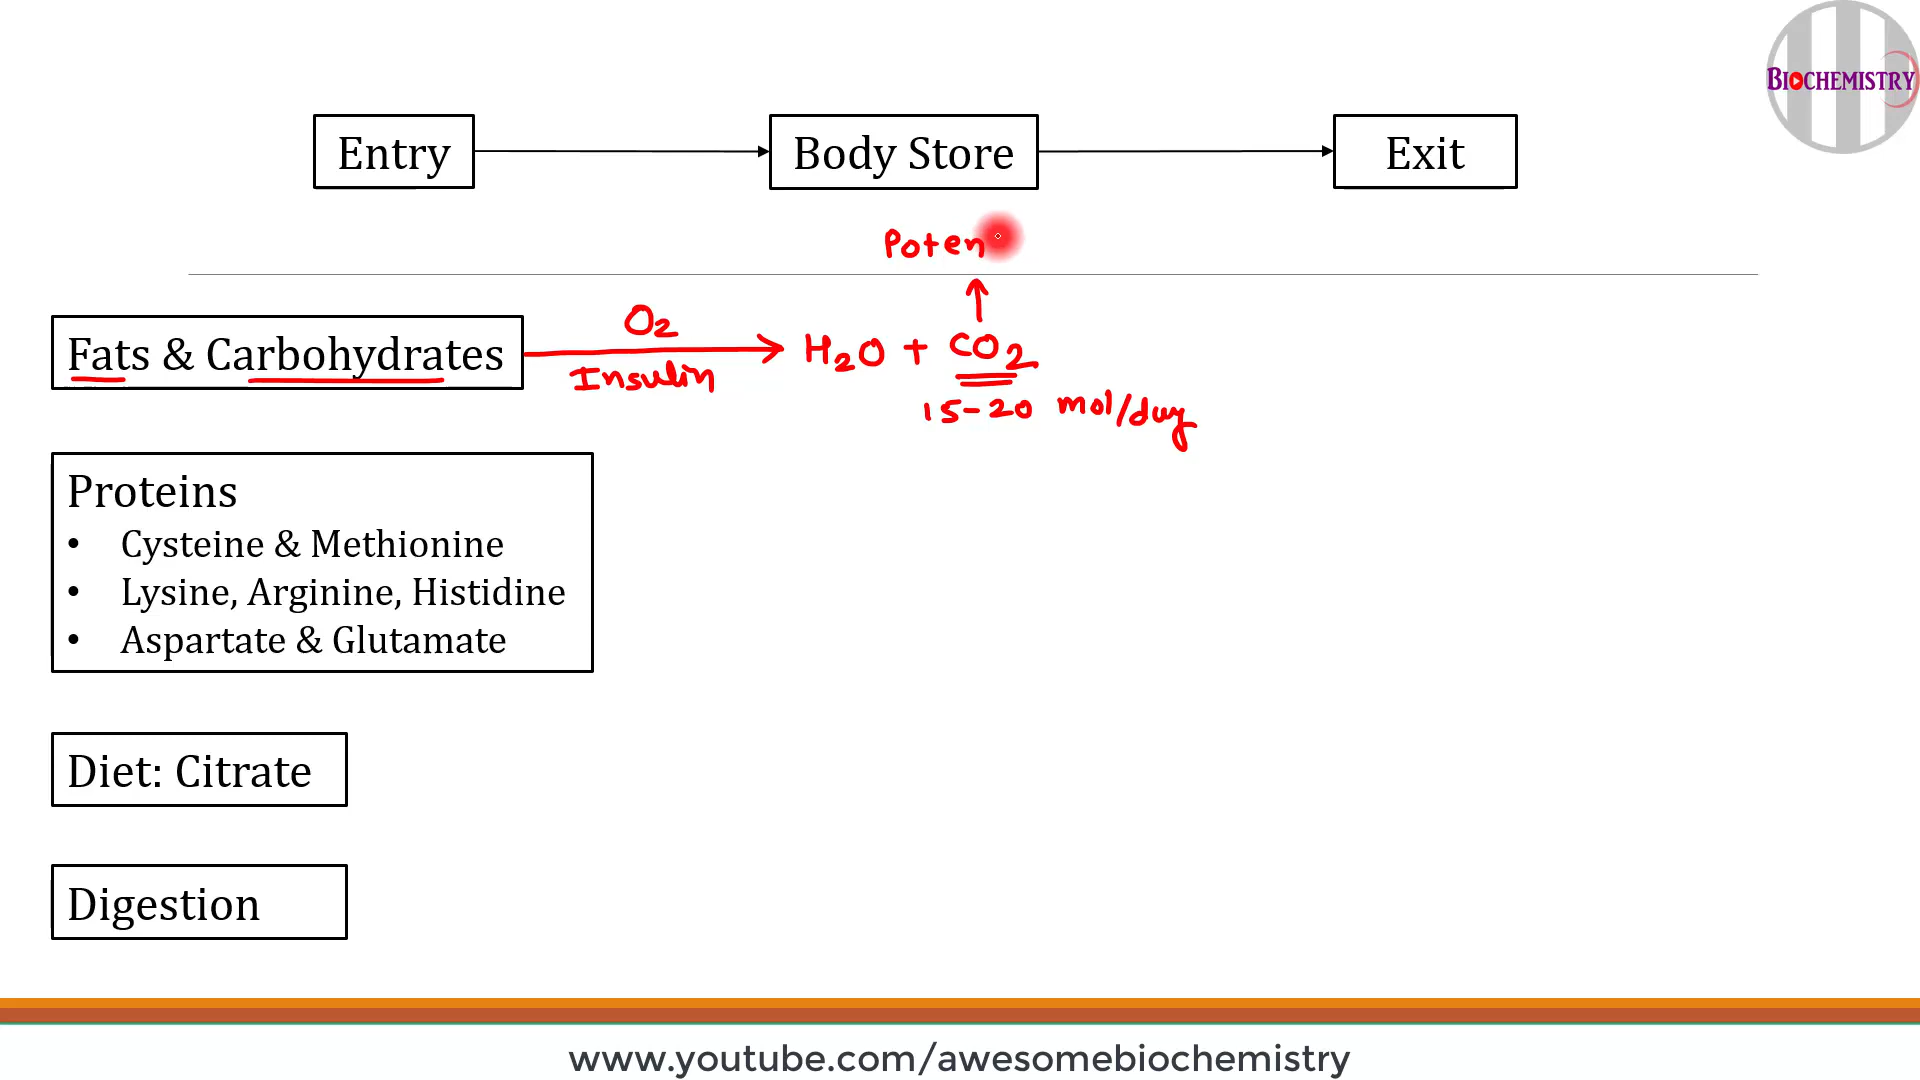 BIOCHEMISTRY
Entry
Body Store
Exit
Poten
Fats & Carbohydrates
O2
Insulin
H2O + CO2
15-20 mol/day
Proteins
• Cysteine & Methionine
• Lysine, Arginine, Histidine
• Aspartate & Glutamate
Diet: Citrate
Digestion
www.youtube.com/awesomebiochemistry